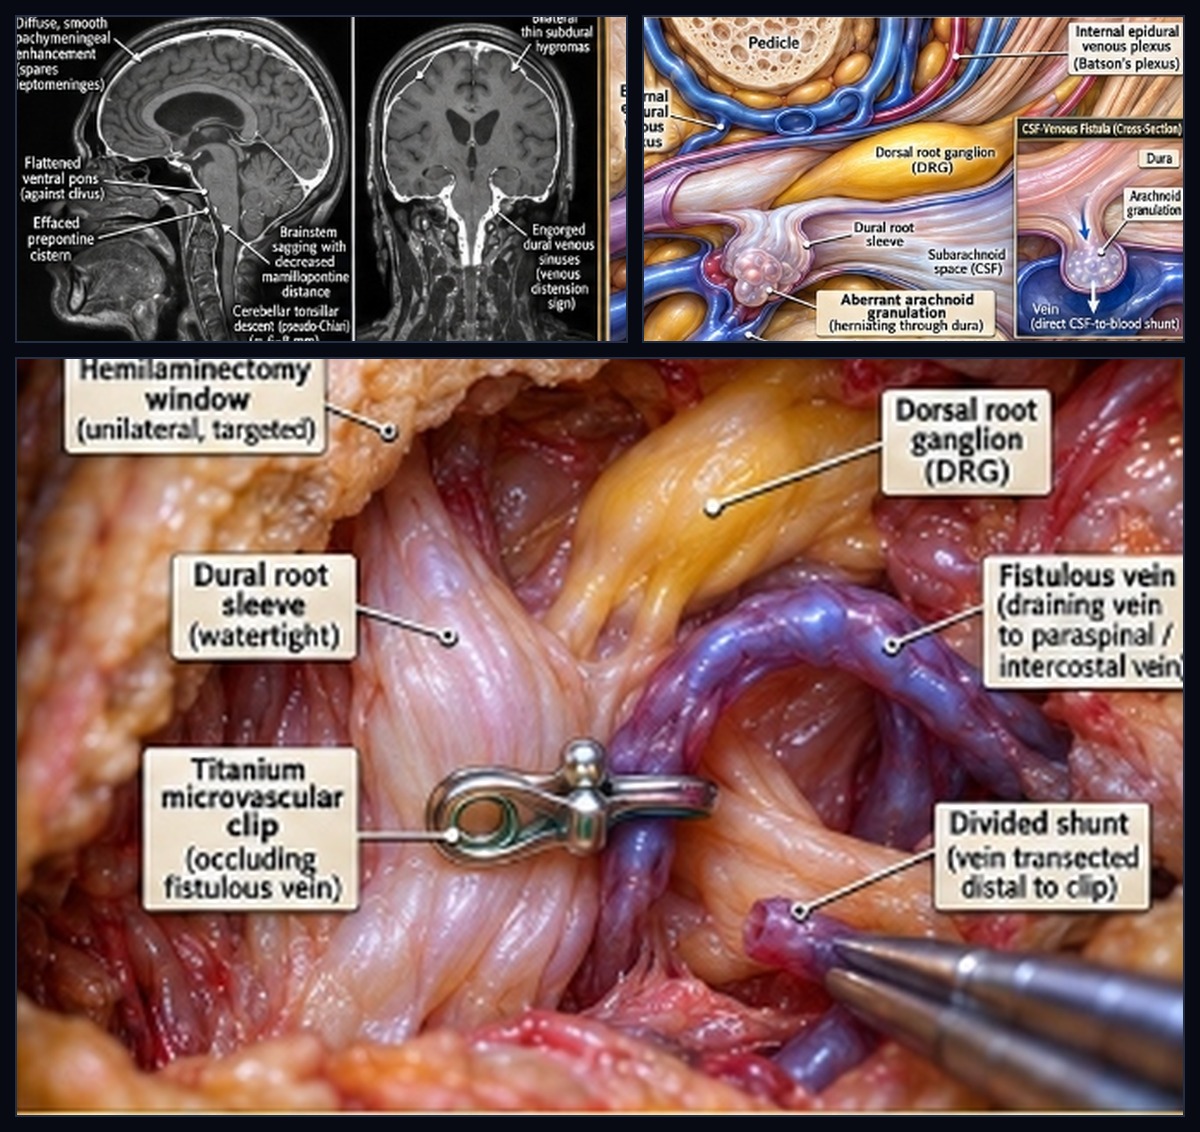 Diffuse, smooth
pachymeningeal
enhancement
(spares
leptomeninges)
Flattened
ventral pons
(against clivus)
Effaced
prepontine
cistern
Brainstem
sagging with
decreased
mamillopontine
distance
Cerebellar tonsillar
descent (pseudo-Chiari)
Bilateral
thin subdural
hygromas
Engorged
dural venous
sinuses
(venous
distension
sign)
Pedicle
Internal epidural
venous plexus
(Batson's plexus)
Dorsal root ganglion
(DRG)
Dural root
sleeve
Subarachnoid
space (CSF)
Aberrant arachnoid
granulation
(herniating through dura)
CSF-Venous Fistula (Cross-Section)
Dura
Arachnoid
granulation
Vein
(direct CSF-to-blood shunt)
Hemilaminectomy
window
(unilateral, targeted)
Dorsal root
ganglion
(DRG)
Dural root
sleeve
(watertight)
Fistulous vein
(draining vein
to paraspinal /
intercostal vein)
Titanium
microvascular
clip
(occluding
fistulous vein)
Divided shunt
(vein transected
distal to clip)